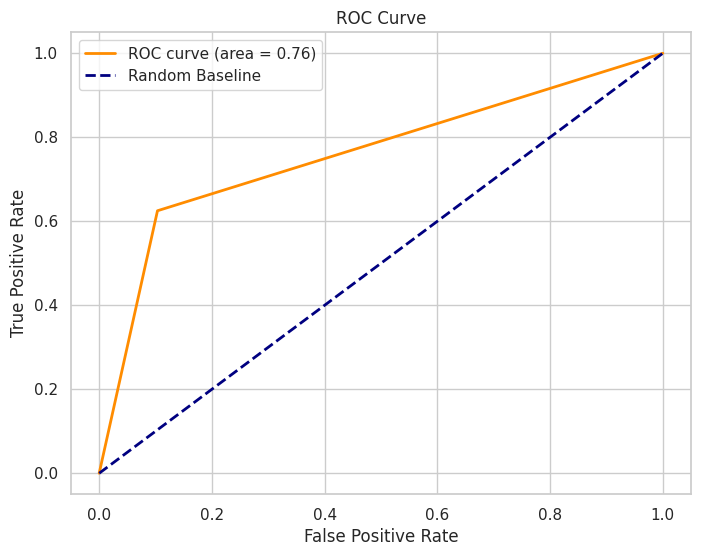 ROC Curve
ROC curve (area = 0.76)
Random Baseline
True Positive Rate
1.0
0.8
0.6
0.4
0.2
0.0
0.0 0.2 0.4 0.6 0.8 1.0
False Positive Rate